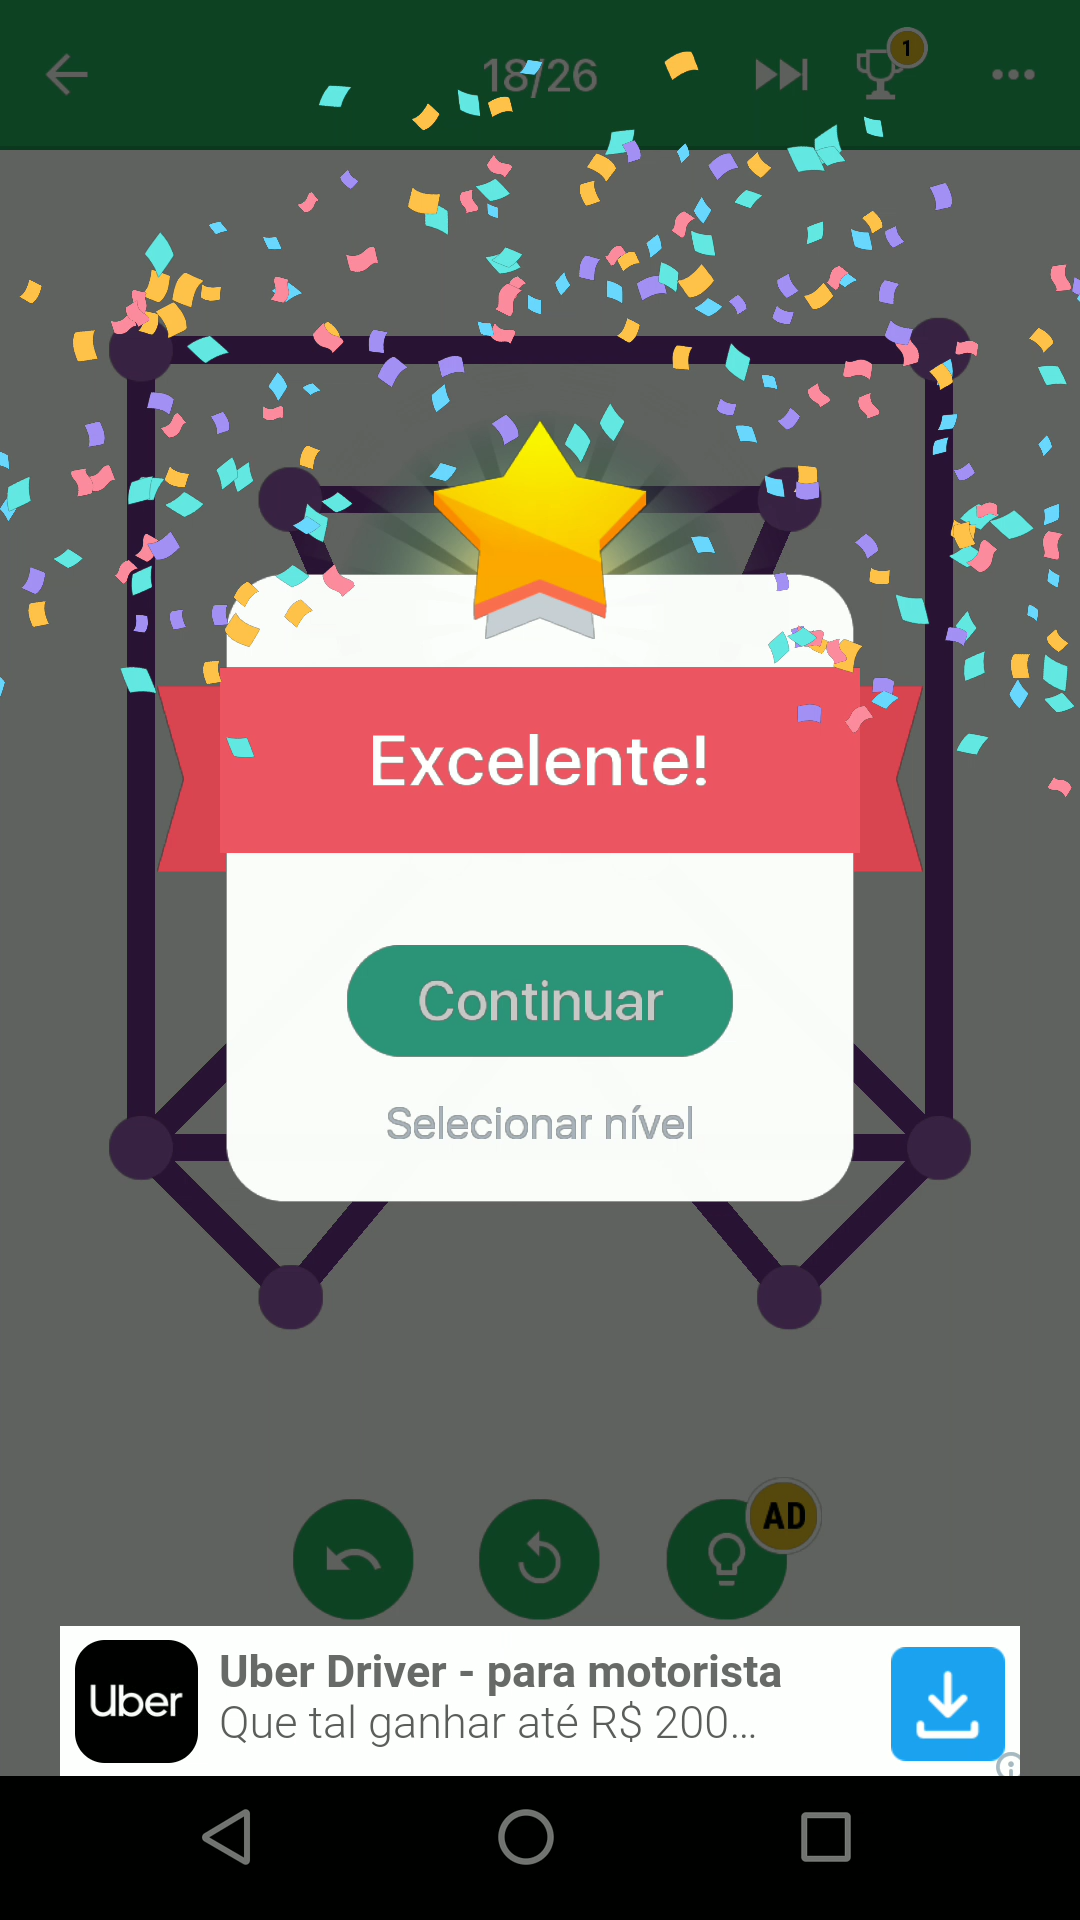 18/26
1
Excelente!
Continuar
Selecionar nível
AD
Uber
Uber Driver - para motorista
Que tal ganhar até R$ 200...